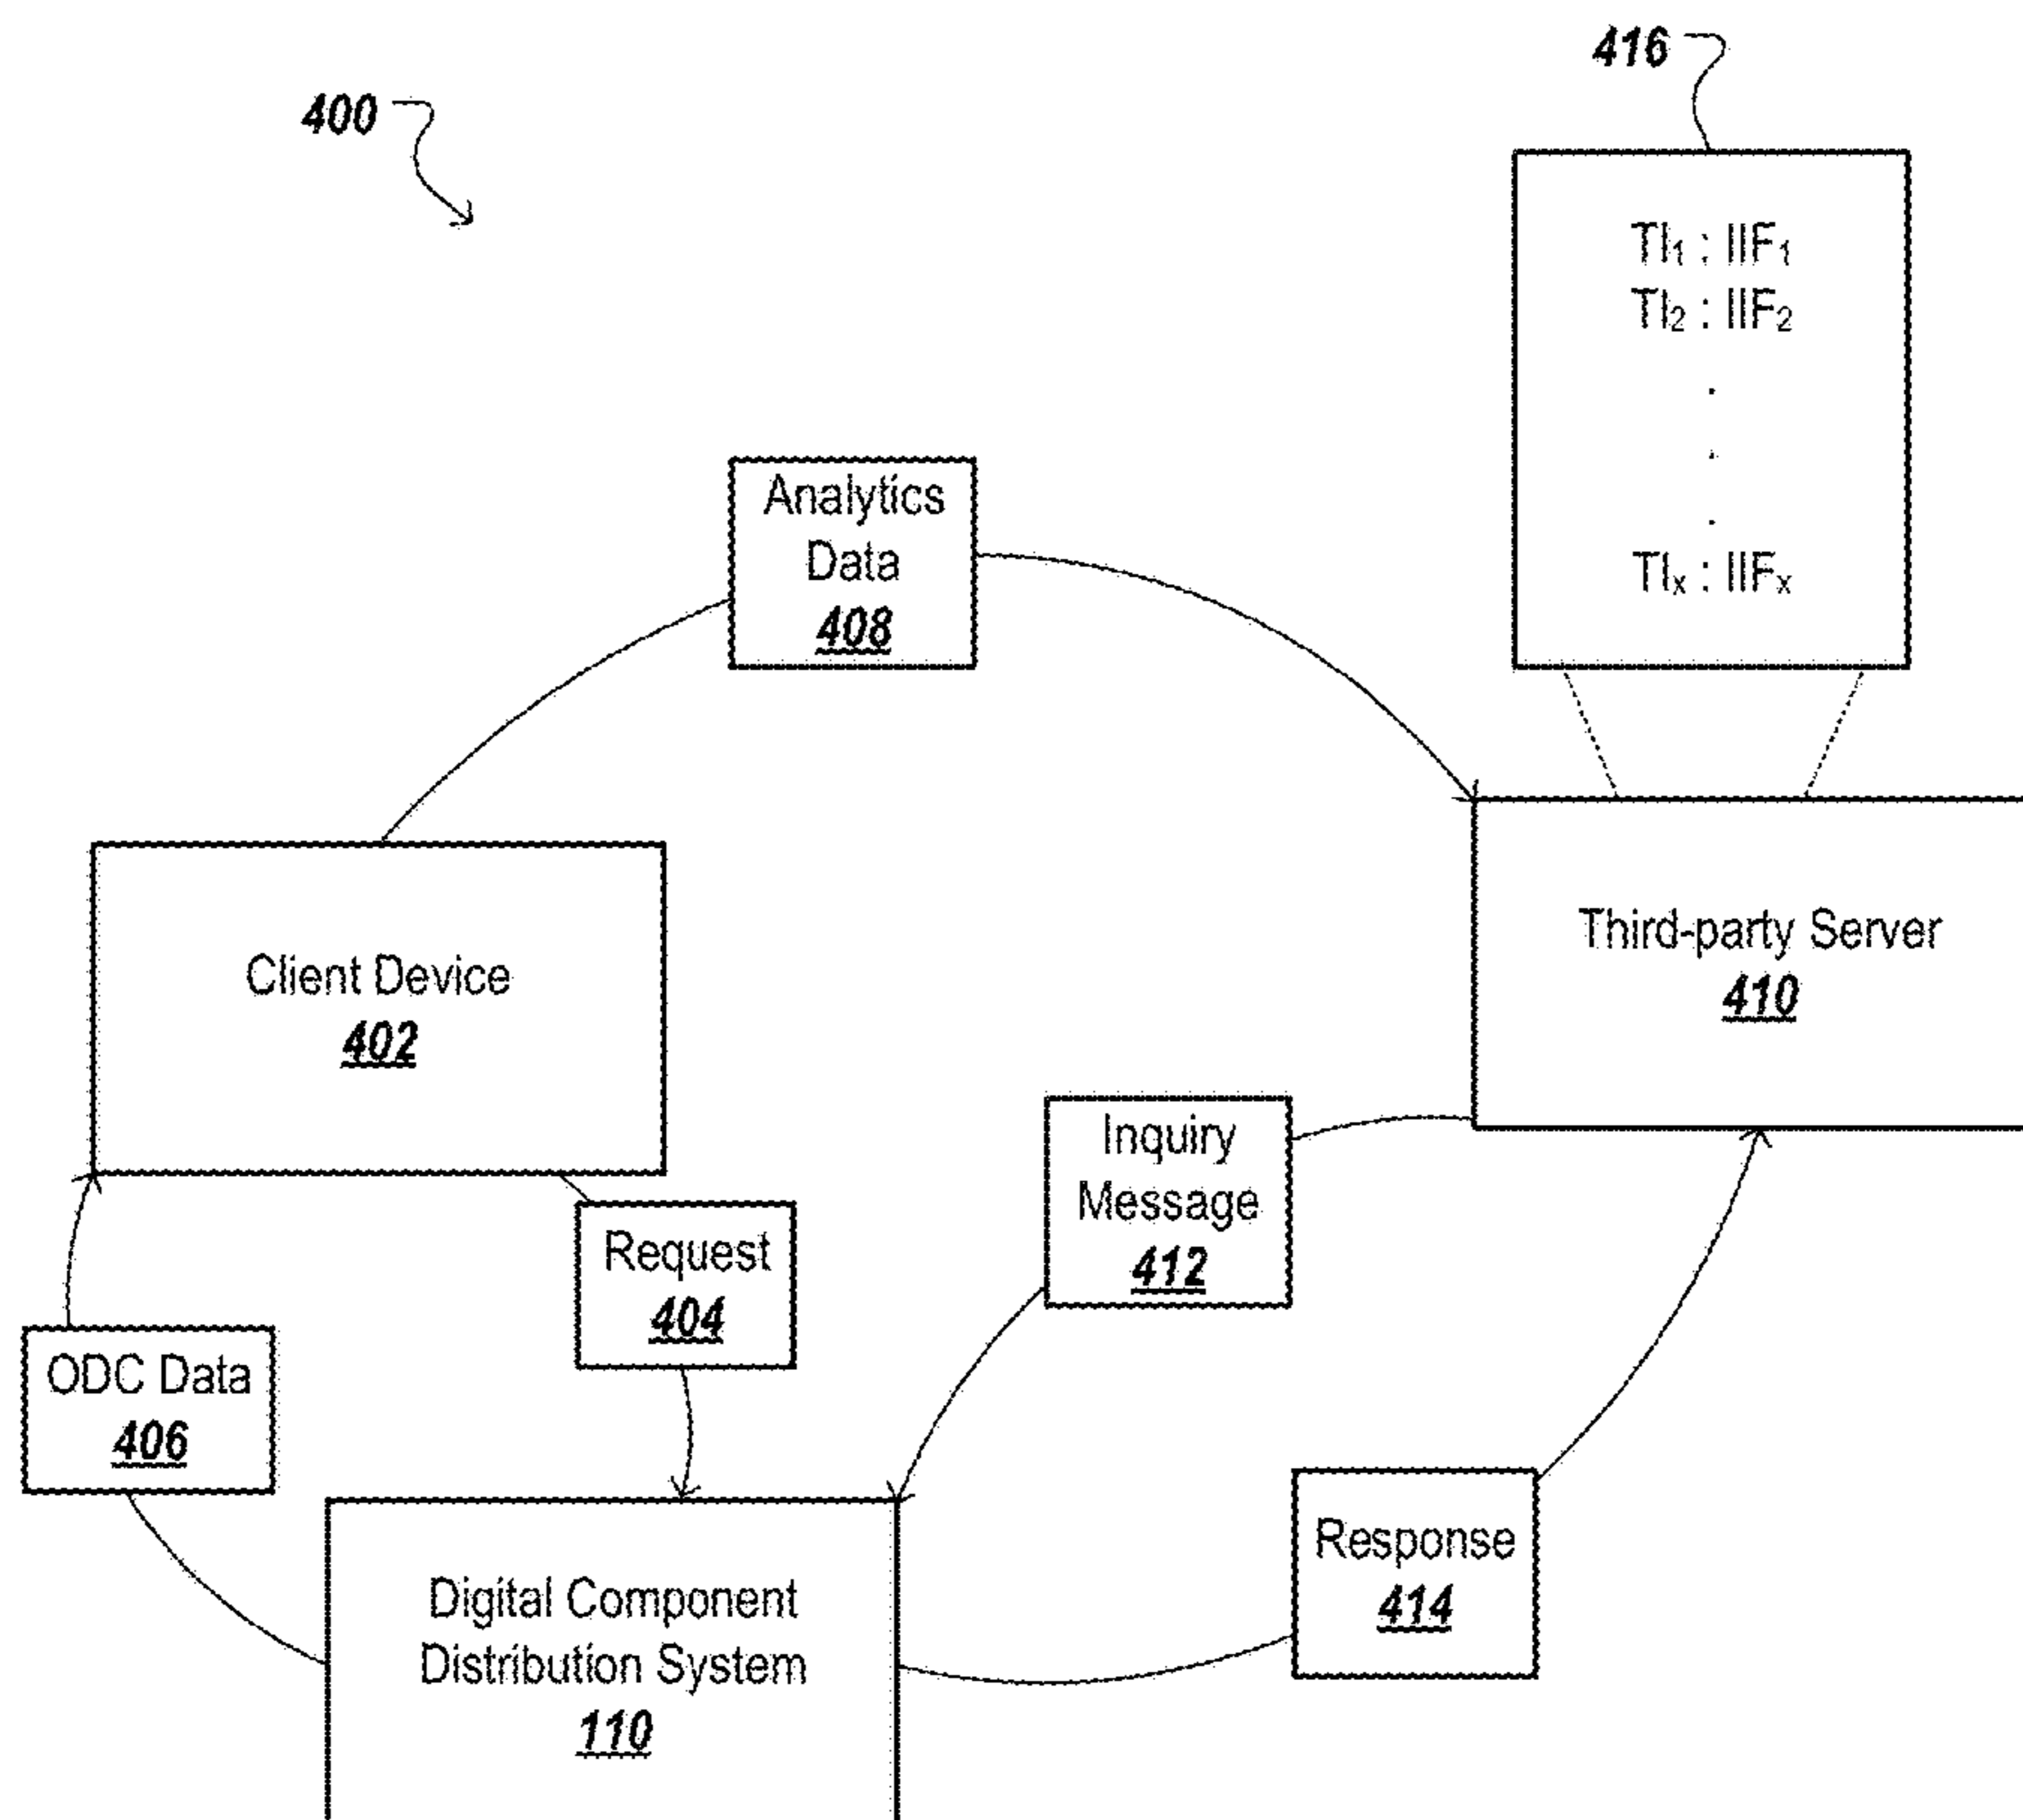 416
400
TI₁ : IIF₁
TI₂ : IIF₂
.
.
.
TIₓ : IIFₓ
Analytics
Data
408
Client Device
402
Third-party Server
410
Inquiry
Message
412
Request
404
ODC Data
406
Response
414
Digital Component
Distribution System
110